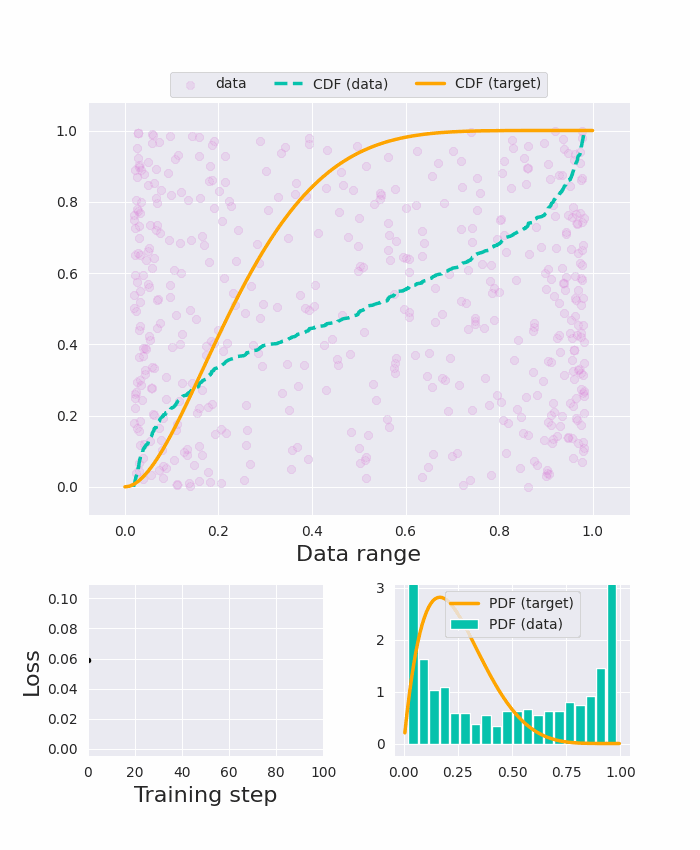 data CDF (data) CDF (target)
1.0
0.8
0.6
0.4
0.2
0.0
0.0 0.2 0.4 0.6 0.8 1.0
Data range
0.10
0.08
0.06
0.04
0.02
0.00
Loss
0 20 40 60 80 100
Training step
3
2
1
0
PDF (target)
PDF (data)
0.00 0.25 0.50 0.75 1.00